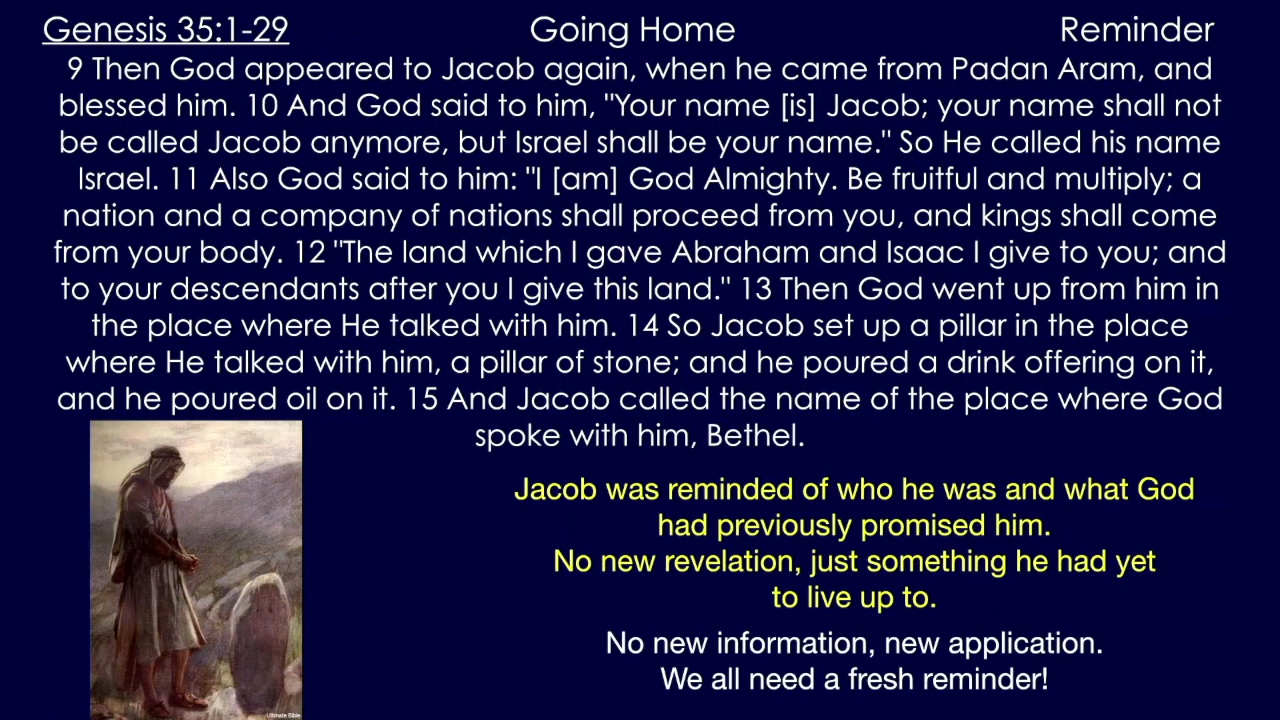 Genesis 35:1-29 Going Home Reminder
9 Then God appeared to Jacob again, when he came from Padan Aram, and
blessed him. 10 And God said to him, "Your name [is] Jacob; your name shall not
be called Jacob anymore, but Israel shall be your name." So He called his name
Israel. 11 Also God said to him: "I [am] God Almighty. Be fruitful and multiply; a
nation and a company of nations shall proceed from you, and kings shall come
from your body. 12 "The land which I gave Abraham and Isaac I give to you; and
to your descendants after you I give this land." 13 Then God went up from him in
the place where He talked with him. 14 So Jacob set up a pillar in the place
where He talked with him, a pillar of stone; and he poured a drink offering on it,
and he poured oil on it. 15 And Jacob called the name of the place where God
spoke with him, Bethel.
Jacob was reminded of who he was and what God
had previously promised him.
No new revelation, just something he had yet
to live up to.
No new information, new application.
We all need a fresh reminder!
Ultimate Bible